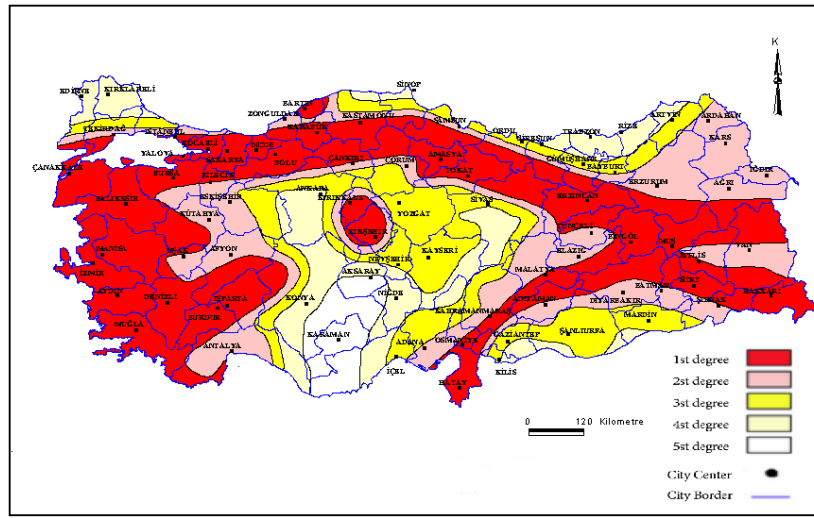 K
SİNOP
EDİRNE
KIRKLARELİ
BARTIN
ZONGULDAK
KASTAMONU
SAMSUN
ARTVİN
ARDAHAN
TEKİRDAĞ
İSTANBUL
KARABÜK
ORDU
GİRESUN
TRABZON
RİZE
KARS
KOCAELİ
YALOVA
SAKARYA
DÜZCE
BOLU
ÇANKIRI
ÇORUM
AMASYA
TOKAT
GÜMÜŞHANE
BAYBURT
ÇANAKKALE
BURSA
BİLECİK
ERZURUM
IĞDIR
AĞRI
BALIKESİR
ESKİŞEHİR
ANKARA
KIRIKKALE
YOZGAT
SİVAS
ERZİNCAN
KÜTAHYA
KIRŞEHİR
TUNCELİ
BİNGÖL
MUŞ
VAN
MANİSA
UŞAK
AFYON
KAYSERİ
NEVŞEHİR
ELAZIĞ
BİTLİS
İZMİR
AKSARAY
MALATYA
AYDIN
DENİZLİ
ISPARTA
KONYA
NİĞDE
KAHRAMANMARAŞ
ADIYAMAN
DİYARBAKIR
BATMAN
SİİRT
HAKKARİ
ŞIRNAK
BURDUR
MUĞLA
KARAMAN
MARDİN
ANTALYA
ADANA
OSMANİYE
GAZİANTEP
ŞANLIURFA
İÇEL
KİLİS
HATAY
0 120 Kilometre
1st degree
2st degree
3st degree
4st degree
5st degree
City Center
City Border